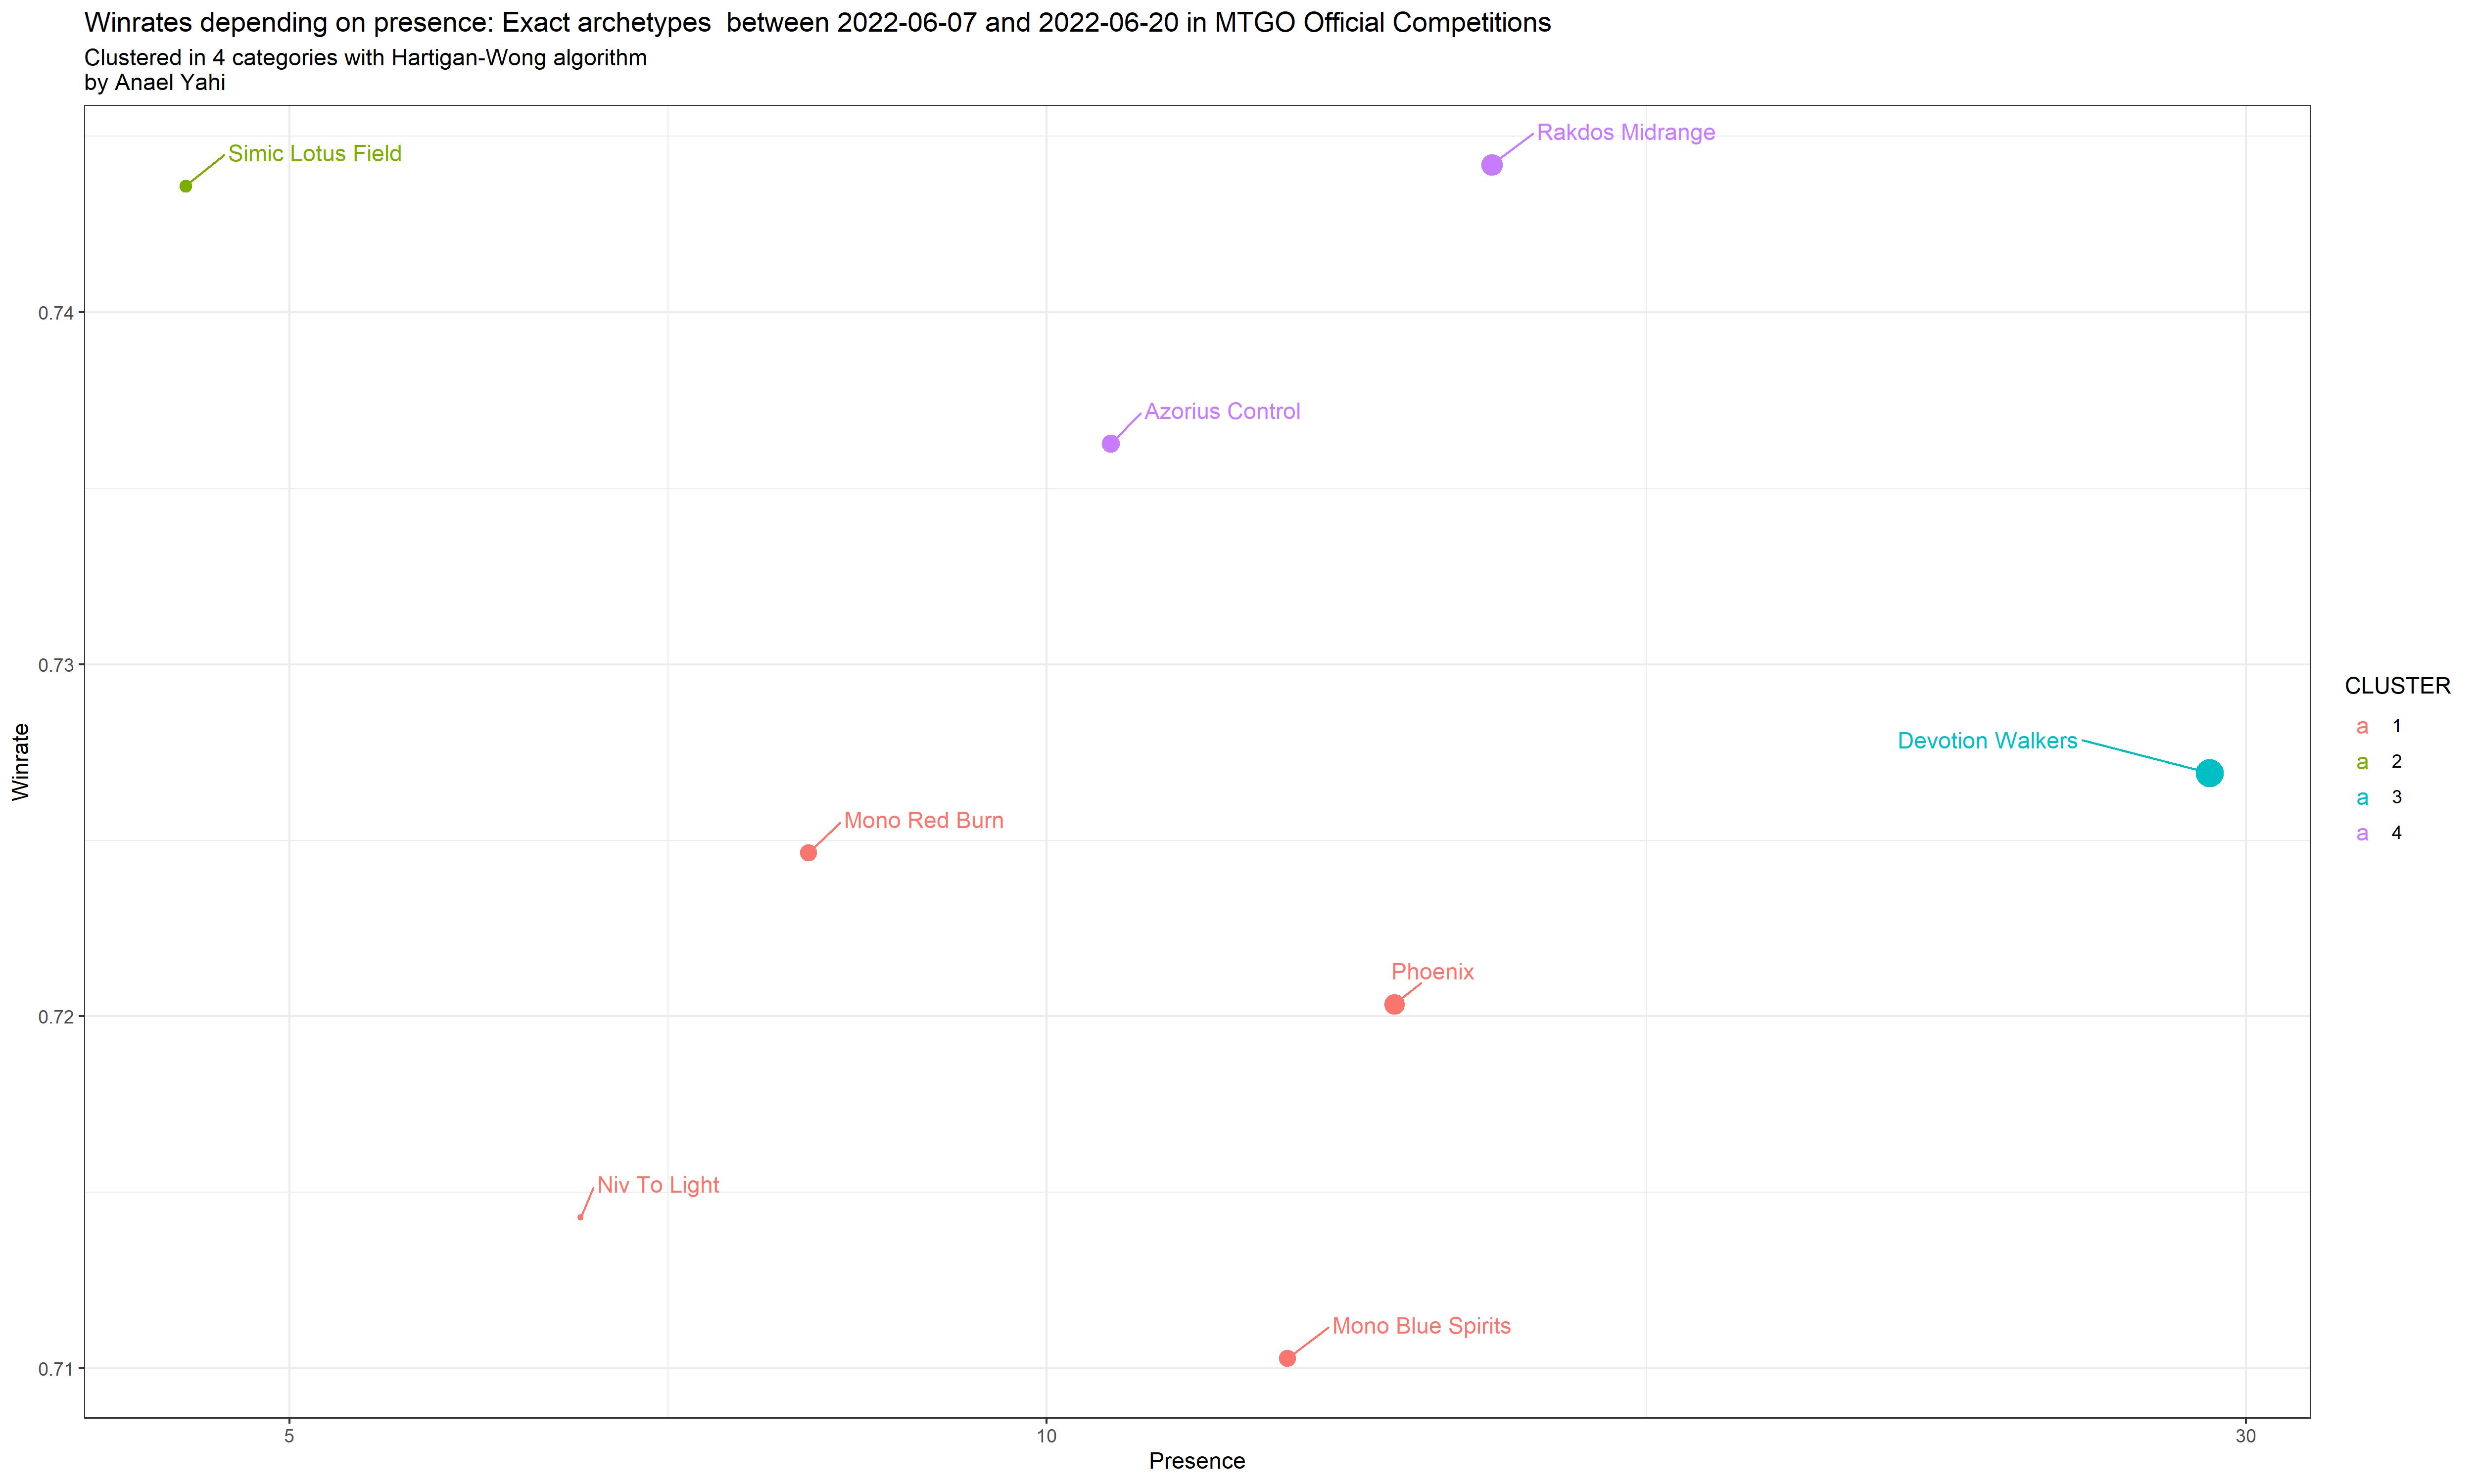 Winrates depending on presence: Exact archetypes  between 2022-06-07 and 2022-06-20 in MTGO Official Competitions
Clustered in 4 categories with Hartigan-Wong algorithm
by Anael Yahi
Rakdos Midrange
Simic Lotus Field
0.74
Azorius Control
0.73
CLUSTER
a 1
a 2
a 3
a 4
Winrate
Devotion Walkers
Mono Red Burn
Phoenix
0.72
Niv To Light
Mono Blue Spirits
0.71
5
10
30
Presence